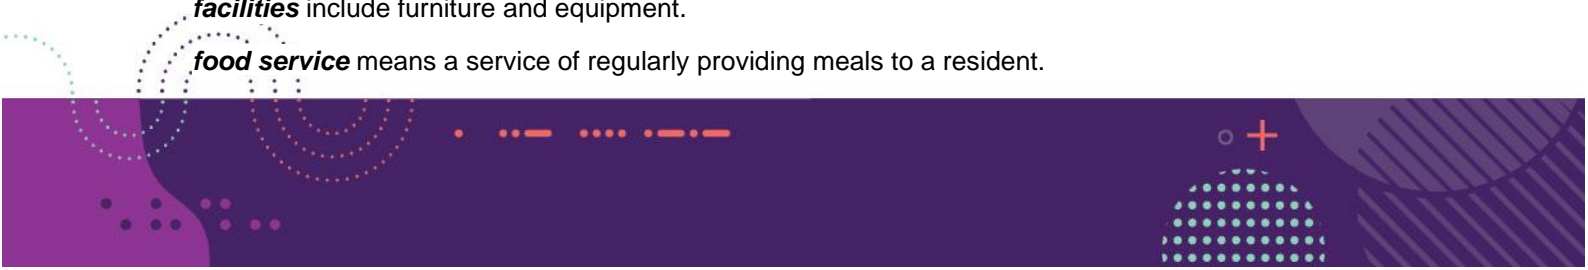 facilities include furniture and equipment.
food service means a service of regularly providing meals to a resident.